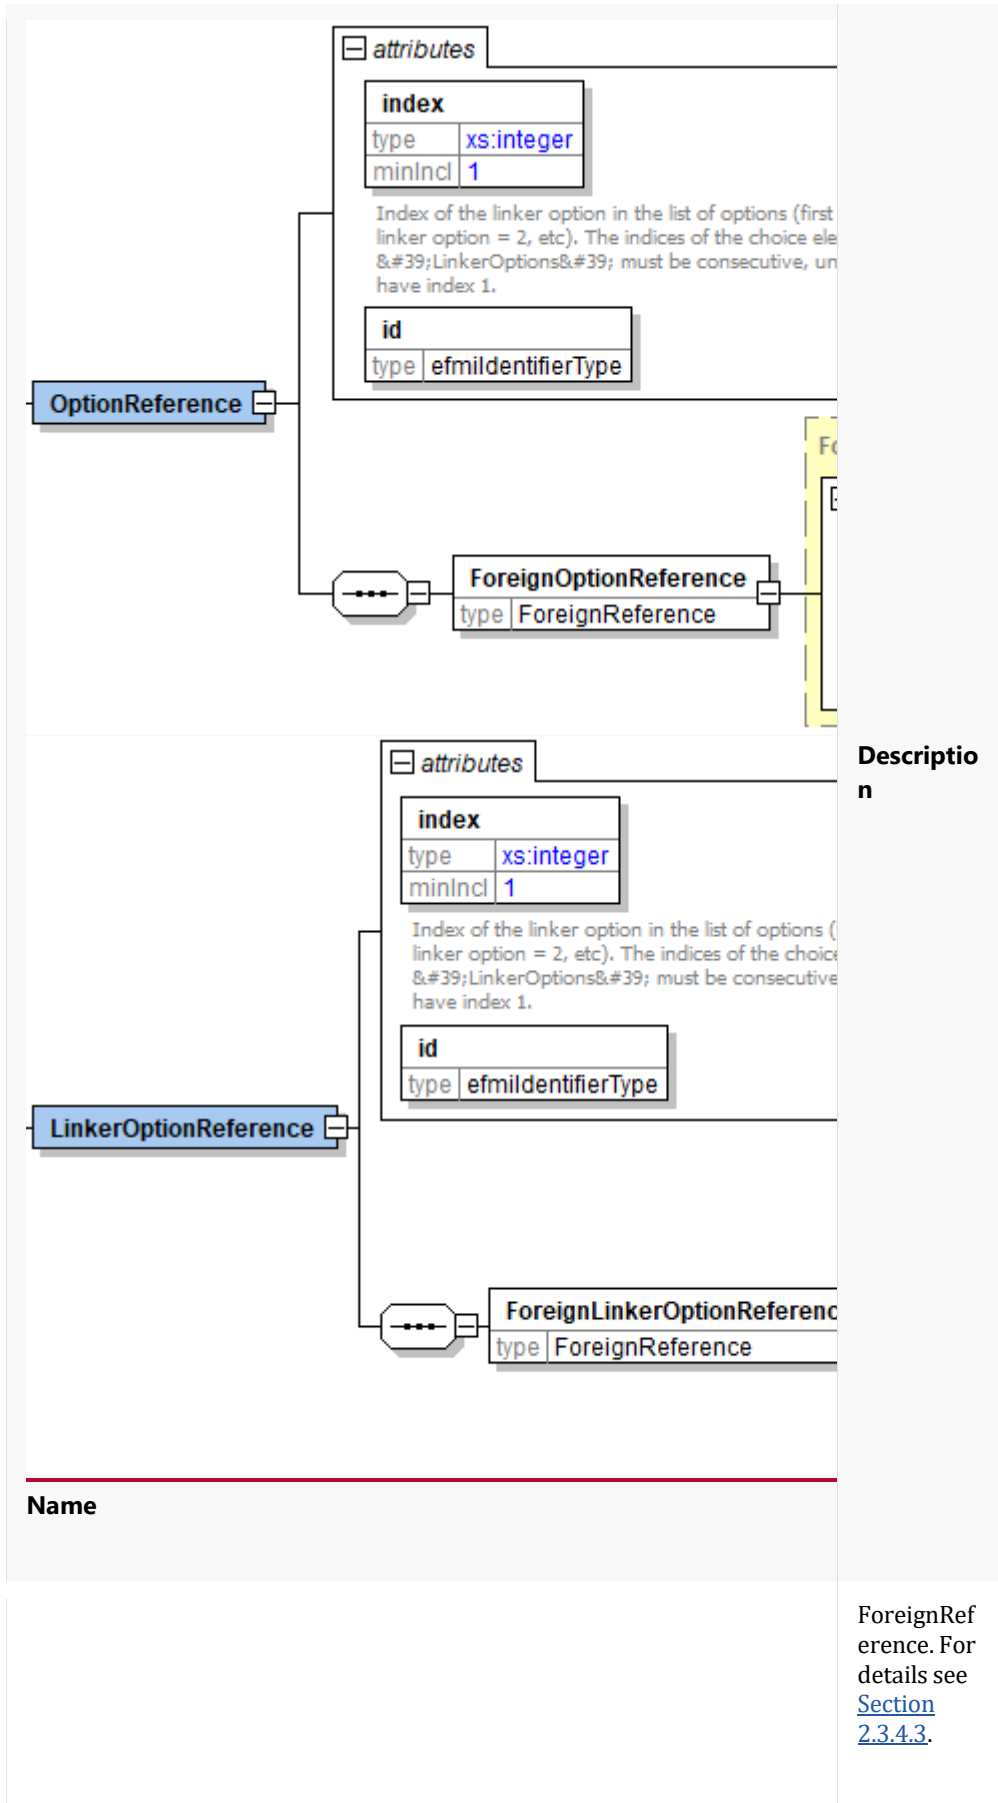 attributes
index
type xs:integer
minIncl 1
Index of the linker option in the list of options (first
linker option = 2, etc). The indices of the choice ele
&#39;LinkerOptions&#39; must be consecutive, un
have index 1.
id
type efmiIdentifierType
OptionReference
Fo
ForeignOptionReference
type ForeignReference
attributes
index
type xs:integer
minIncl 1
Index of the linker option in the list of options (
linker option = 2, etc). The indices of the choice
&#39;LinkerOptions&#39; must be consecutive
have index 1.
id
type efmiIdentifierType
LinkerOptionReference
ForeignLinkerOptionReferenc
type ForeignReference
Name
Descriptio
n
ForeignRef
erence. For
details see
Section
2.3.4.3.